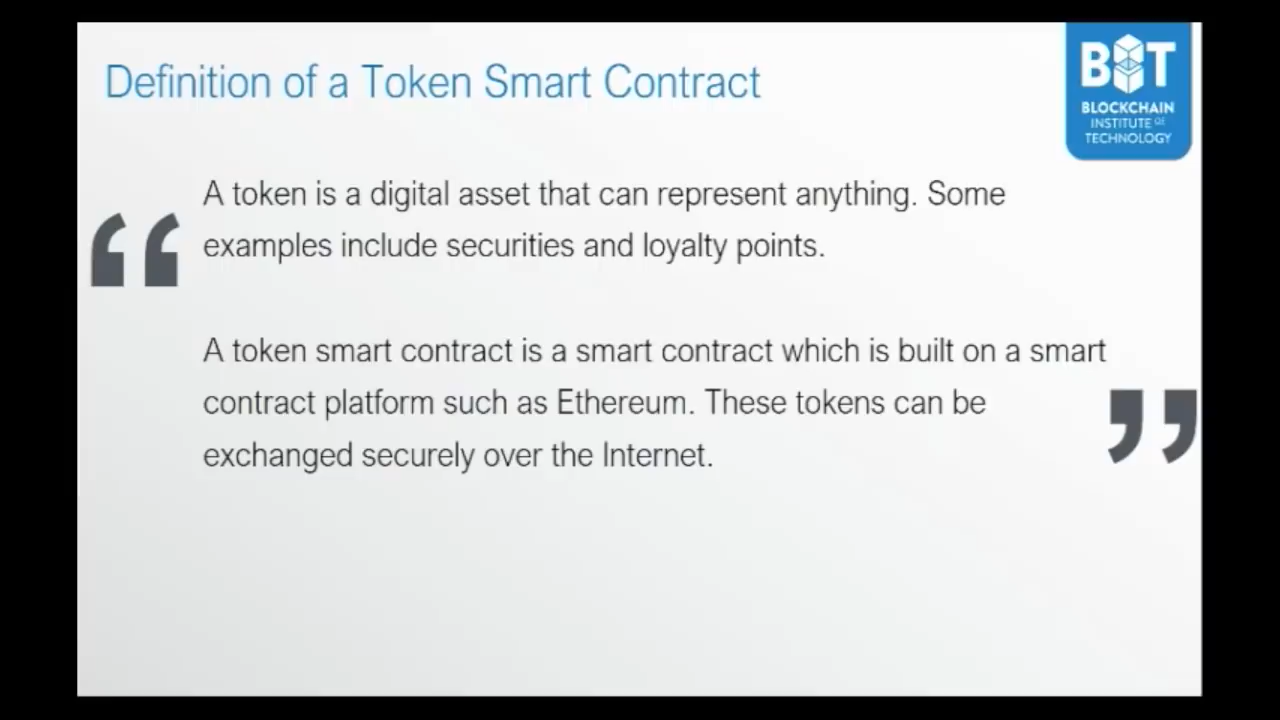 Definition of a Token Smart Contract
BIT
BLOCKCHAIN
INSTITUTE OF
TECHNOLOGY
“
A token is a digital asset that can represent anything. Some
examples include securities and loyalty points.
A token smart contract is a smart contract which is built on a smart
contract platform such as Ethereum. These tokens can be
exchanged securely over the Internet.
”